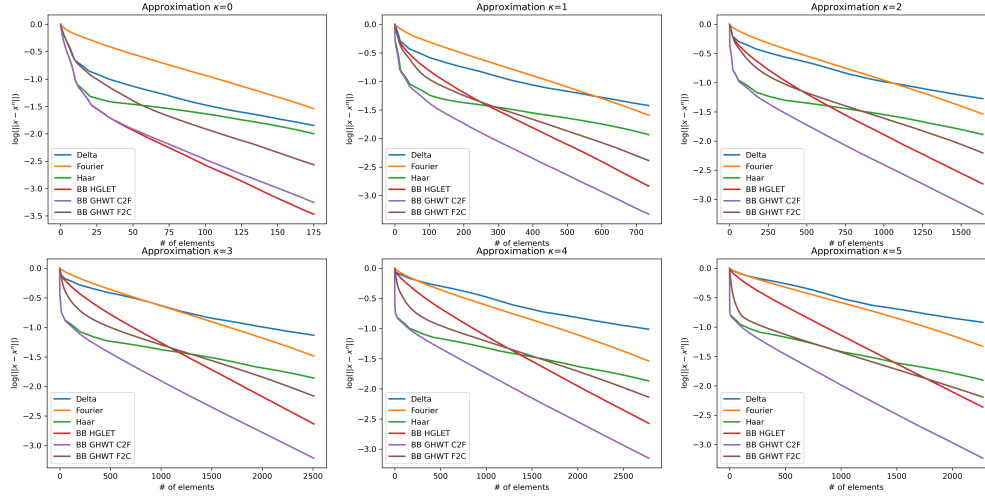 Approximation κ=0
log(||x − xⁿ||)
0.0
−0.5
−1.0
−1.5
−2.0
−2.5
−3.0
−3.5
Delta
Fourier
Haar
BB HGLET
BB GHWT C2F
BB GHWT F2C
0 25 50 75 100 125 150 175
# of elements
Approximation κ=1
log(||x − xⁿ||)
0.0
−0.5
−1.0
−1.5
−2.0
−2.5
−3.0
Delta
Fourier
Haar
BB HGLET
BB GHWT C2F
BB GHWT F2C
0 100 200 300 400 500 600 700
# of elements
Approximation κ=2
log(||x − xⁿ||)
0.0
−0.5
−1.0
−1.5
−2.0
−2.5
−3.0
Delta
Fourier
Haar
BB HGLET
BB GHWT C2F
BB GHWT F2C
0 250 500 750 1000 1250 1500
# of elements
Approximation κ=3
log(||x − xⁿ||)
0.0
−0.5
−1.0
−1.5
−2.0
−2.5
−3.0
Delta
Fourier
Haar
BB HGLET
BB GHWT C2F
BB GHWT F2C
0 500 1000 1500 2000 2500
# of elements
Approximation κ=4
log(||x − xⁿ||)
0.0
−0.5
−1.0
−1.5
−2.0
−2.5
−3.0
Delta
Fourier
Haar
BB HGLET
BB GHWT C2F
BB GHWT F2C
0 500 1000 1500 2000 2500
# of elements
Approximation κ=5
log(||x − xⁿ||)
0.0
−0.5
−1.0
−1.5
−2.0
−2.5
−3.0
Delta
Fourier
Haar
BB HGLET
BB GHWT C2F
BB GHWT F2C
0 500 1000 1500 2000
# of elements